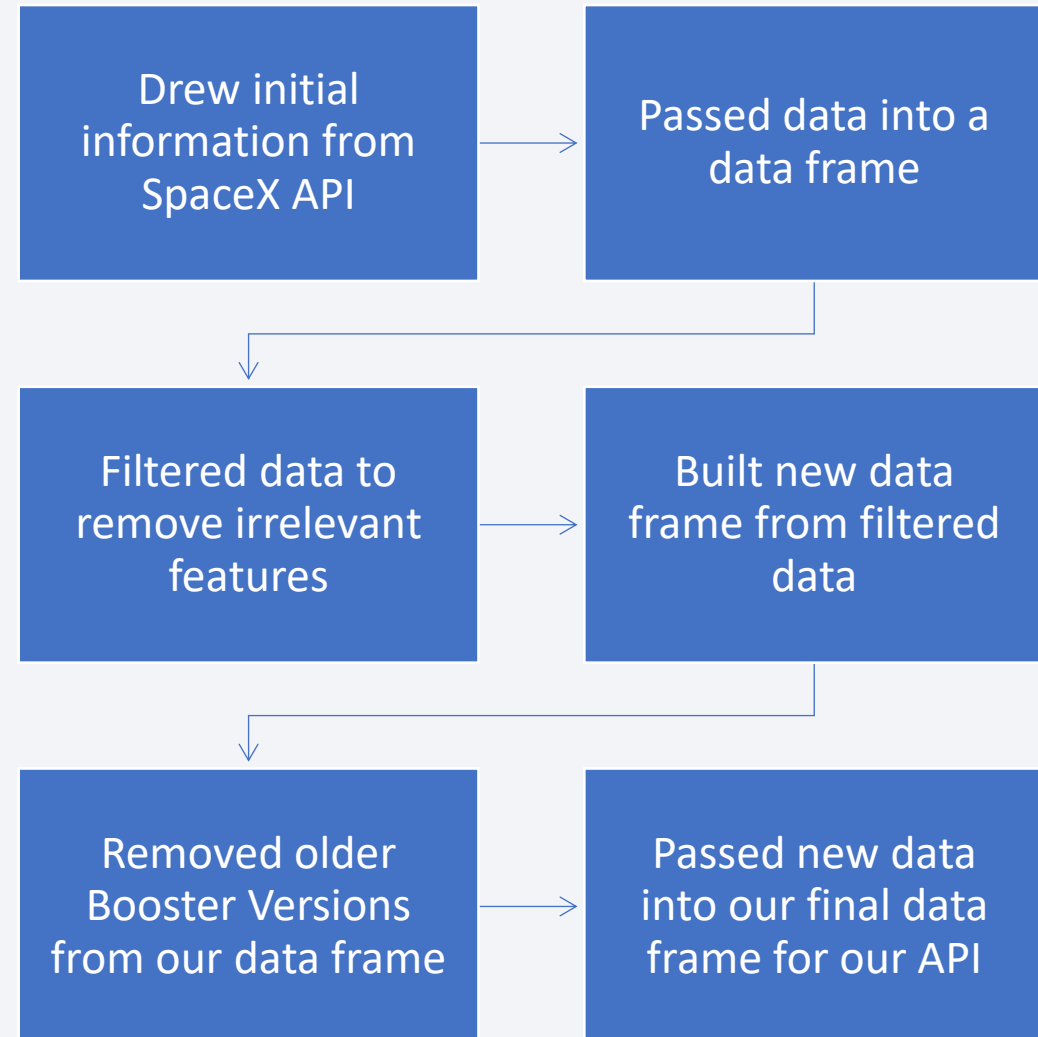 Drew initial
information from
SpaceX API
Passed data into a
data frame
Filtered data to
remove irrelevant
features
Built new data
frame from filtered
data
Removed older
Booster Versions
from our data frame
Passed new data
into our final data
frame for our API